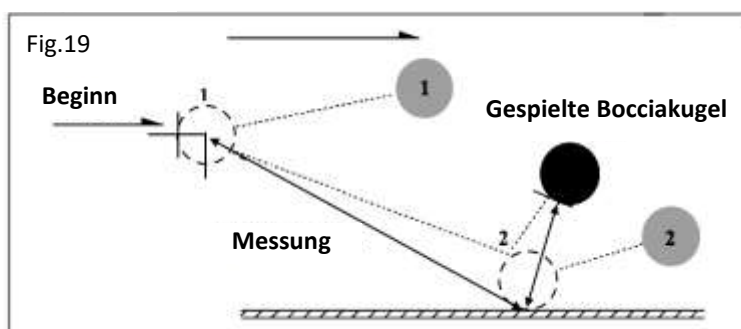 Fig.19
Beginn
1
1
Gespielte Bocciakugel
Messung
2
2